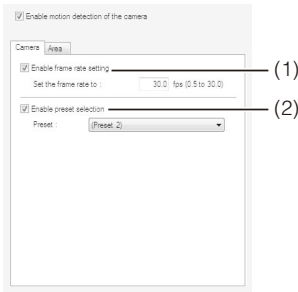 Enable motion detection of the camera
Camera Area
Enable frame rate setting (1)
Set the frame rate to : 30.0 fps (0.5 to 30.0)
Enable preset selection (2)
Preset : (Preset 2)